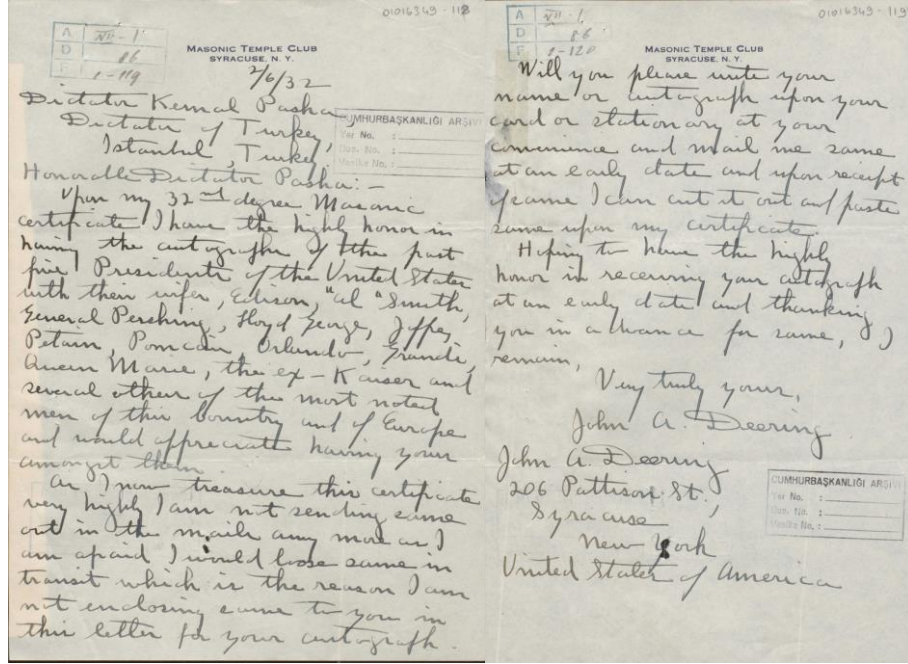 01016349-118
A VII-1
D 86
F 1-119
MASONIC TEMPLE CLUB
SYRACUSE, N. Y.
2/6/32
Dictator Kemal Pasha
Dictator of Turkey,
Istanbul, Turkey,
CUMHURBAŞKANLIĞI ARŞİVİ
Yer No. :
Dos. No. :
Vesika No. :
Honorable Dictator Pasha:-
Upon my 32nd degree Masonic
certificate I have the highly honor in
having the autographs of the past
five Presidents of the United States
with their wifes, Edison, "Al" Smith,
General Pershing, Lloyd George, Joffre,
Petain, Poincair, Orlando, Grandi,
Queen Marie, the ex-Kaiser and
several others of the most noted
men of this Country and of Europe
and would appreciate having yours
amongst them.
As I now treasure this certificate
very highly I am not sending same
out in the mails any more as I
am afraid I would loose same in
transit which is the reason I am
not enclosing same to you in
this letter for your autograph.
01016349-119
A VII-1
D 86
F 1-120
MASONIC TEMPLE CLUB
SYRACUSE, N. Y.
Will you please write your
name or autograph upon your
card or stationary at your
convinience and mail me same
at an early date and upon receipt
of same I can cut it out and paste
same upon my certificate.
Hoping to have the highly
honor in receiving your autograph
at an early date and thanking
you in advance for same, I
remain,
Very truly yours,
John A. Deering
John A. Deering
206 Pattison St.,
Syracuse
New York
United States of America
CUMHURBAŞKANLIĞI ARŞİVİ
Yer No. :
Dos. No. :
Vesika No. :